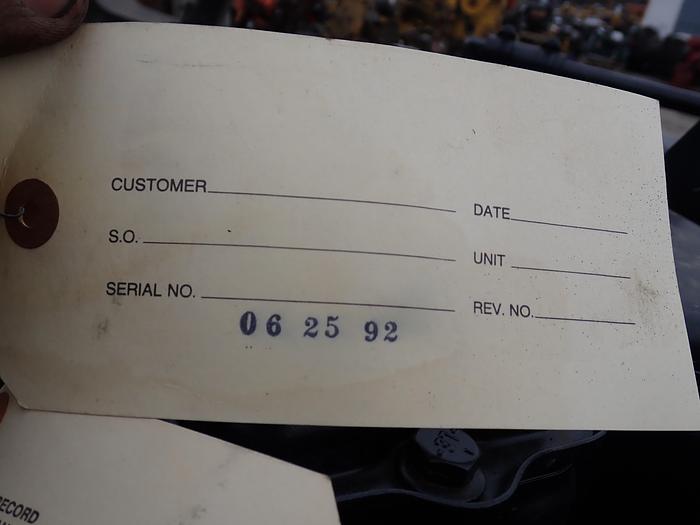 CUSTOMER
DATE
S.O.
UNIT
SERIAL NO.
REV. NO.
06 25 92
RECORD